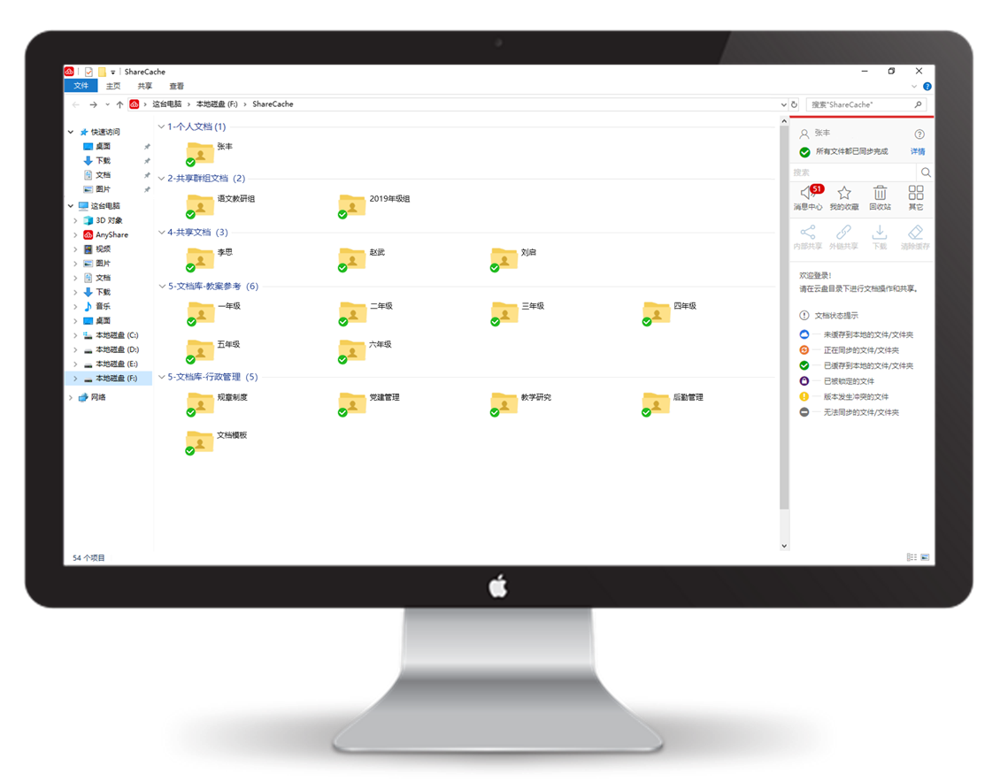 ShareCache
文件 主页 共享 查看
这台电脑 本地磁盘 (F:) ShareCache 搜索"ShareCache"
快速访问
桌面
下载
文档
图片
这台电脑
3D 对象
AnyShare
视频
图片
文档
下载
音乐
桌面
本地磁盘 (C:)
本地磁盘 (D:)
本地磁盘 (E:)
本地磁盘 (F:)
网络
1-个人文档 (1)
张丰
2-共享群组文档 (2)
语文教研组 2019年级组
4-共享文档 (3)
李思 赵武 刘启
5-文档库-教案参考 (6)
一年级 二年级 三年级 四年级
五年级 六年级
5-文档库-行政管理 (5)
规章制度 党建管理 教学研究 后勤管理
文档模板
张丰
所有文件都已同步完成 详情
搜索
51
消息中心 我的收藏 回收站 其它
内部共享 外链共享 下载 清除缓存
欢迎登录!
请在云盘目录下进行文档操作和共享。
文档状态提示
未缓存到本地的文件/文件夹
正在同步的文件/文件夹
已缓存到本地的文件/文件夹
已被锁定的文件
版本发生冲突的文件
无法同步的文件/文件夹
54 个项目